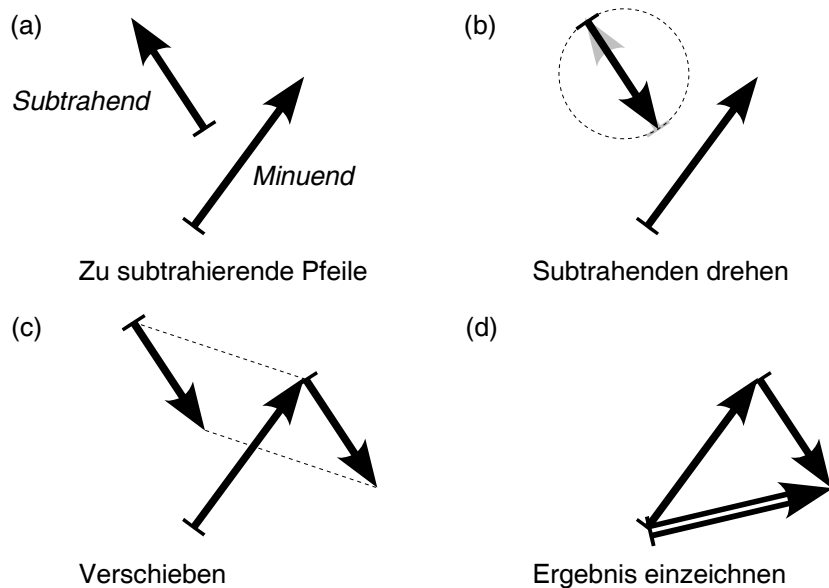 (a)
Subtrahend
Minuend
Zu subtrahierende Pfeile
(b)
Subtrahenden drehen
(c)
Verschieben
(d)
Ergebnis einzeichnen